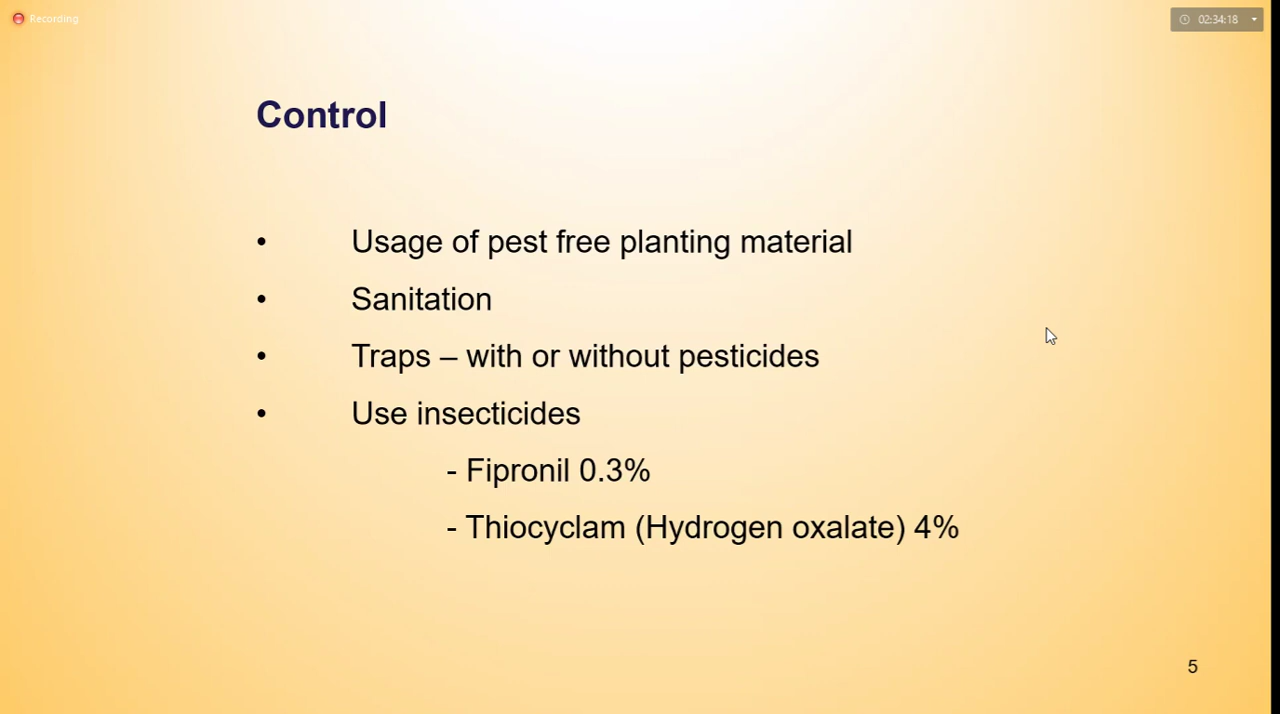 Recording
02:34:18
Control
• Usage of pest free planting material
• Sanitation
• Traps – with or without pesticides
• Use insecticides
- Fipronil 0.3%
- Thiocyclam (Hydrogen oxalate) 4%
5